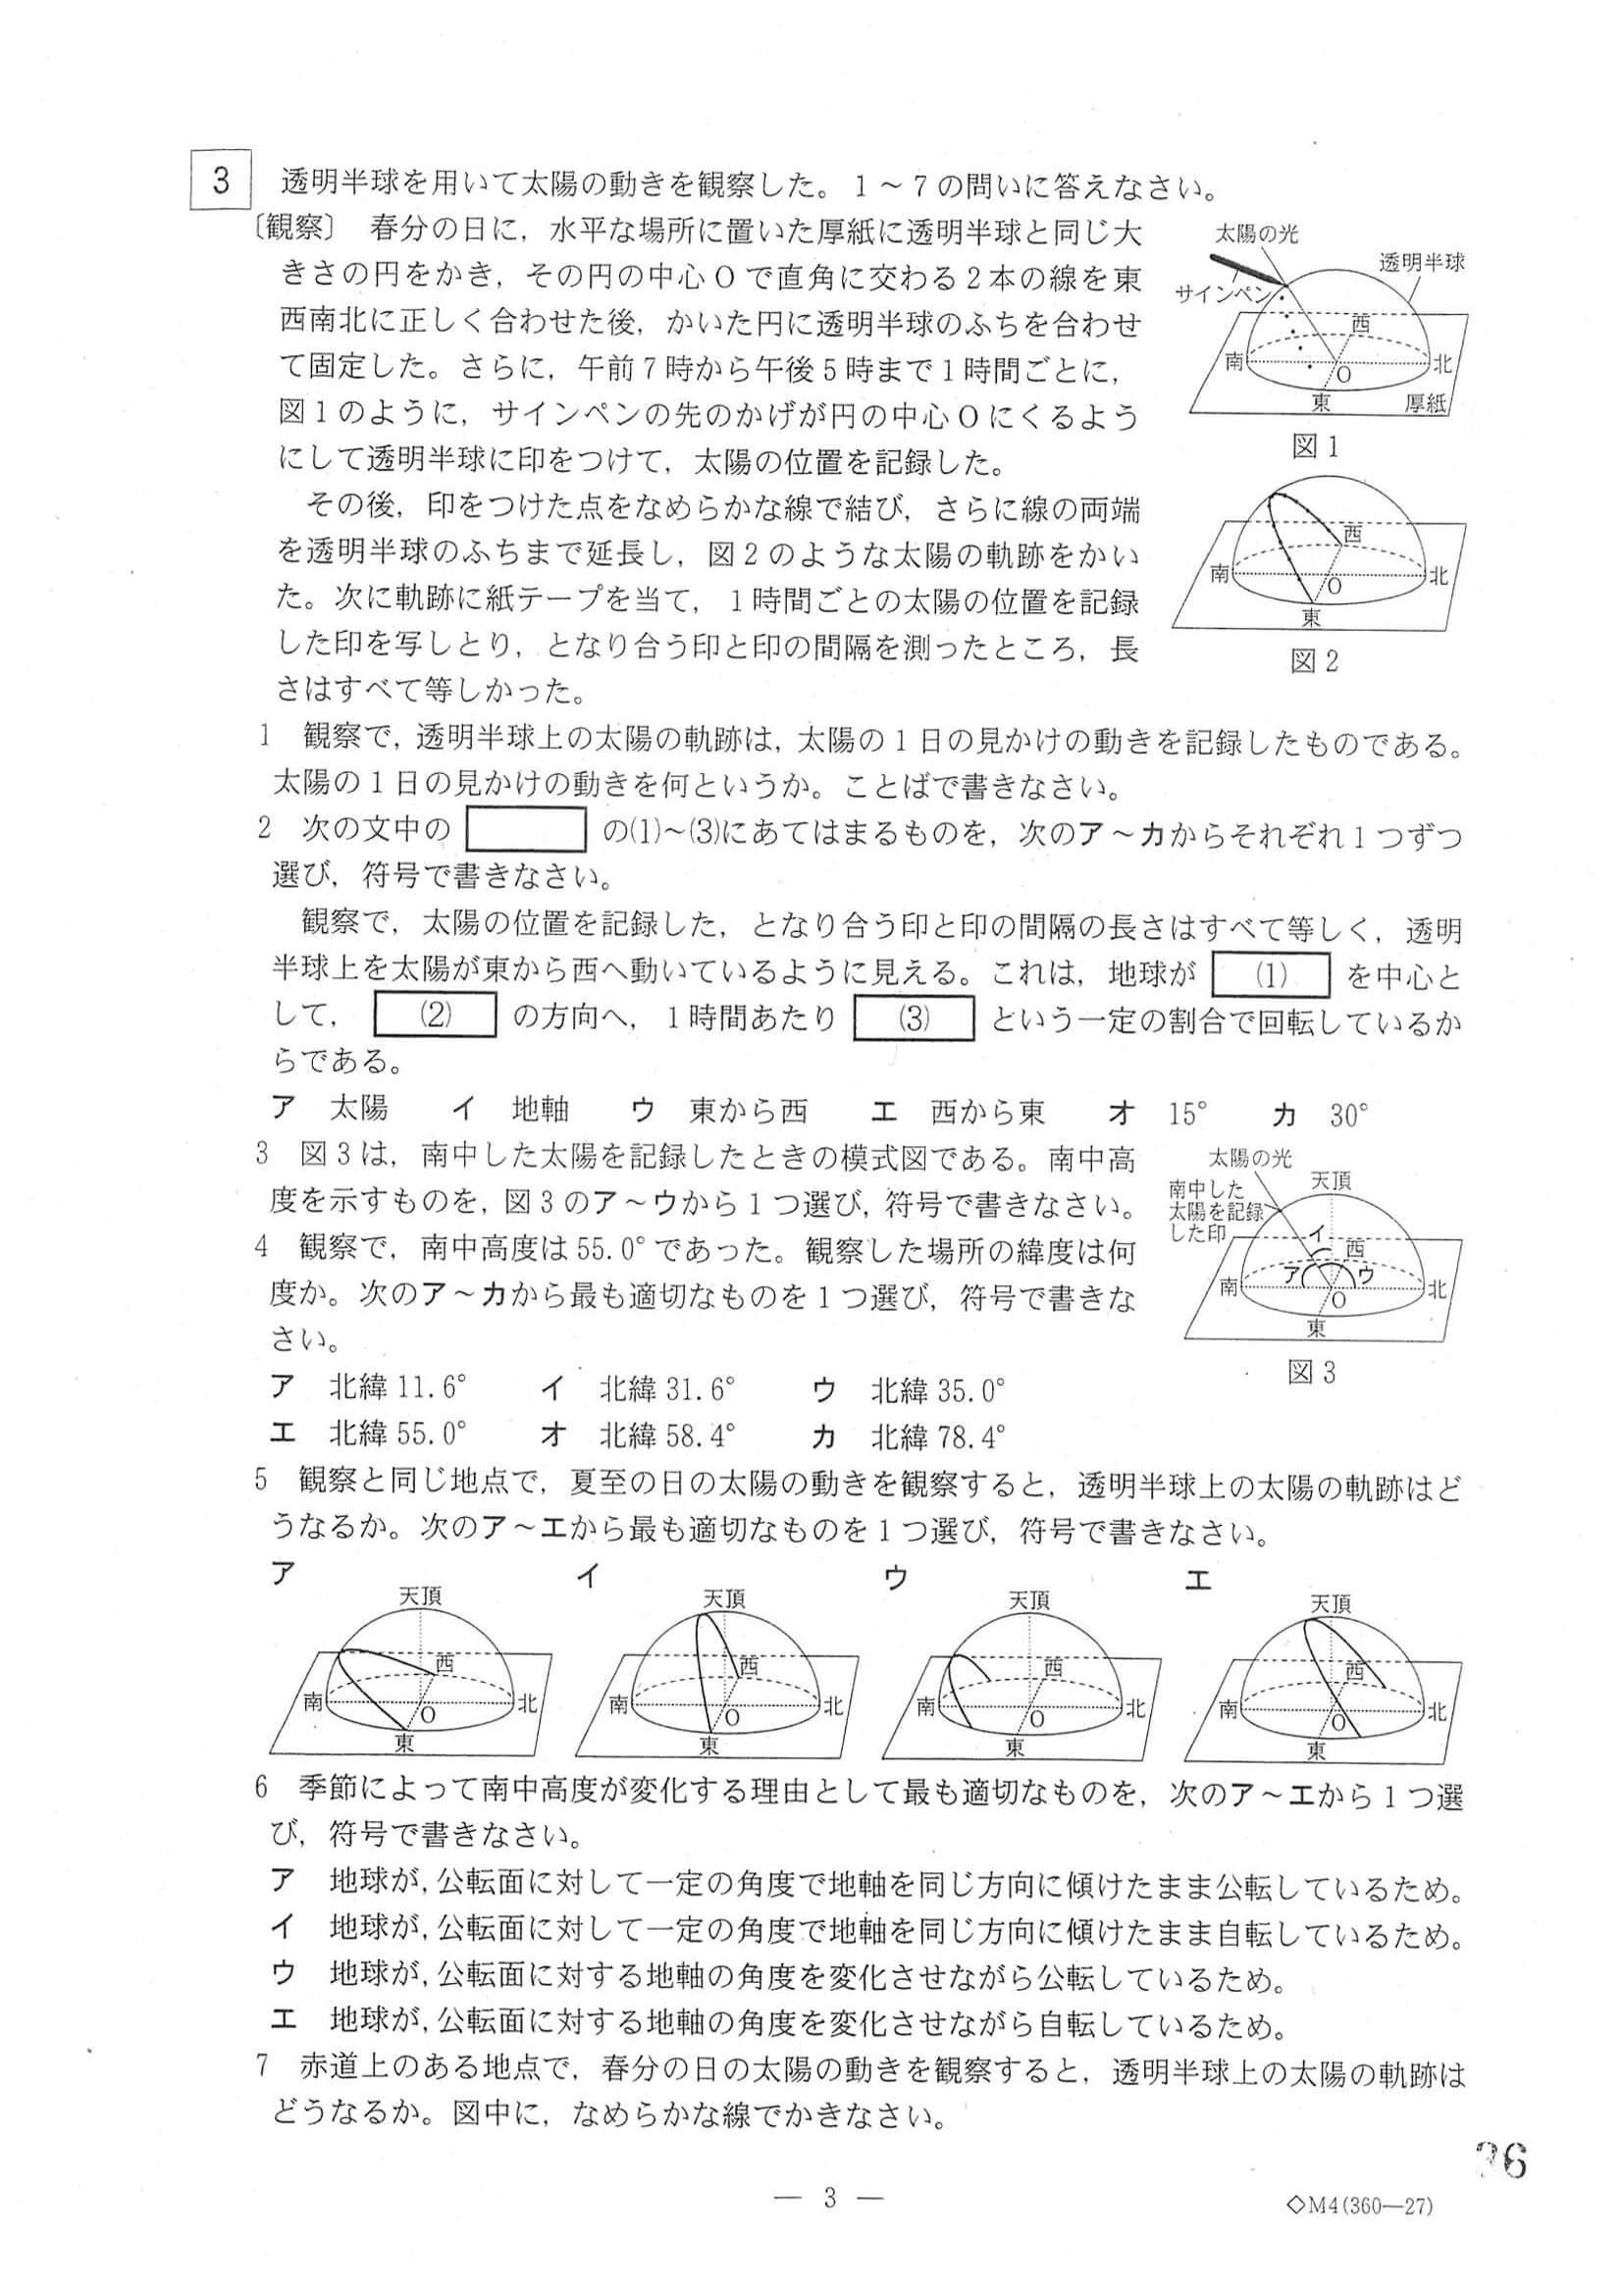 3 透明半球を用いて太陽の動きを観察した。1～7の問いに答えなさい。
〔観察〕 春分の日に，水平な場所に置いた厚紙に透明半球と同じ大
きさの円をかき，その円の中心Oで直角に交わる2本の線を東
西南北に正しく合わせた後，かいた円に透明半球のふちを合わせ
て固定した。さらに，午前7時から午後5時まで1時間ごとに，
図1のように，サインペンの先のかげが円の中心Oにくるよう
にして透明半球に印をつけて，太陽の位置を記録した。
その後，印をつけた点をなめらかな線で結び，さらに線の両端
を透明半球のふちまで延長し，図2のような太陽の軌跡をかい
た。次に軌跡に紙テープを当て，1時間ごとの太陽の位置を記録
した印を写しとり，となり合う印と印の間隔を測ったところ，長
さはすべて等しかった。
太陽の光
透明半球
サインペン
西
南
北
O
東
厚紙
図1
西
南
北
O
東
図2
1 観察で，透明半球上の太陽の軌跡は，太陽の1日の見かけの動きを記録したものである。
太陽の1日の見かけの動きを何というか。ことばで書きなさい。
2 次の文中の の(1)～(3)にあてはまるものを，次のア～カからそれぞれ1つずつ
選び，符号で書きなさい。
観察で，太陽の位置を記録した，となり合う印と印の間隔の長さはすべて等しく，透明
半球上を太陽が東から西へ動いているように見える。これは，地球が (1) を中心と
して， (2) の方向へ，1時間あたり (3) という一定の割合で回転しているか
らである。
ア 太陽 イ 地軸 ウ 東から西 エ 西から東 オ 15° カ 30°
3 図3は，南中した太陽を記録したときの模式図である。南中高
度を示すものを，図3のア～ウから1つ選び，符号で書きなさい。
4 観察で，南中高度は55.0°であった。観察した場所の緯度は何
度か。次のア～カから最も適切なものを1つ選び，符号で書きな
さい。
ア 北緯11.6° イ 北緯31.6° ウ 北緯35.0°
エ 北緯55.0° オ 北緯58.4° カ 北緯78.4°
太陽の光
天頂
南中した
太陽を記録
した印
イ
西
ア
ウ
南
北
O
東
図3
5 観察と同じ地点で，夏至の日の太陽の動きを観察すると，透明半球上の太陽の軌跡はど
うなるか。次のア～エから最も適切なものを1つ選び，符号で書きなさい。
ア イ ウ エ
天頂 天頂 天頂 天頂
西 西 西 西
南 北 南 北 南 北 南 北
O O O O
東 東 東 東
6 季節によって南中高度が変化する理由として最も適切なものを，次のア～エから1つ選
び，符号で書きなさい。
ア 地球が，公転面に対して一定の角度で地軸を同じ方向に傾けたまま公転しているため。
イ 地球が，公転面に対して一定の角度で地軸を同じ方向に傾けたまま自転しているため。
ウ 地球が，公転面に対する地軸の角度を変化させながら公転しているため。
エ 地球が，公転面に対する地軸の角度を変化させながら自転しているため。
7 赤道上のある地点で，春分の日の太陽の動きを観察すると，透明半球上の太陽の軌跡は
どうなるか。図中に，なめらかな線でかきなさい。
— 3 —
◇M4(360—27)